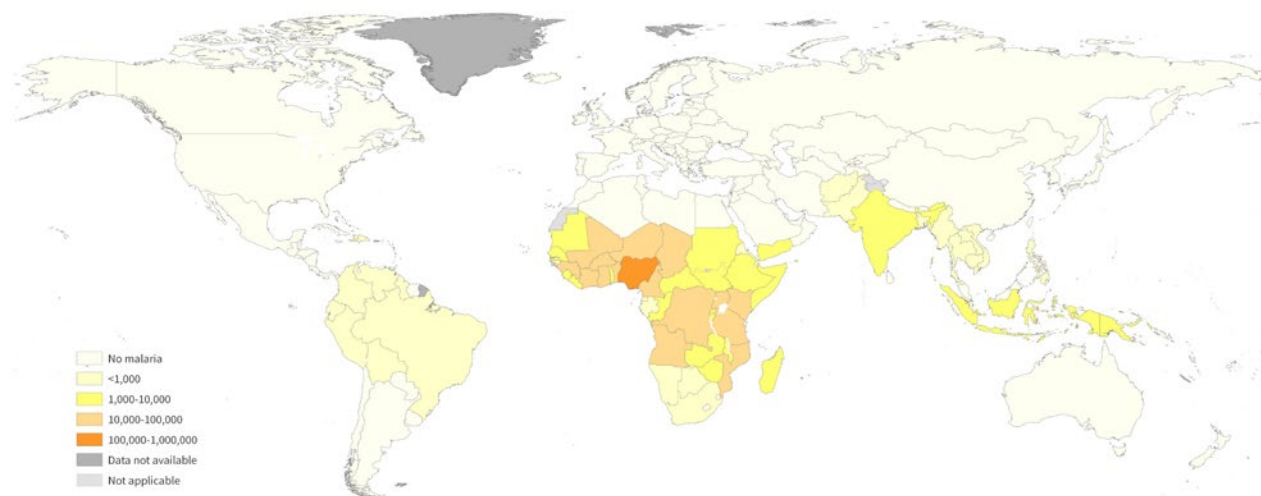 No malaria
<1,000
1,000-10,000
10,000-100,000
100,000-1,000,000
Data not available
Not applicable